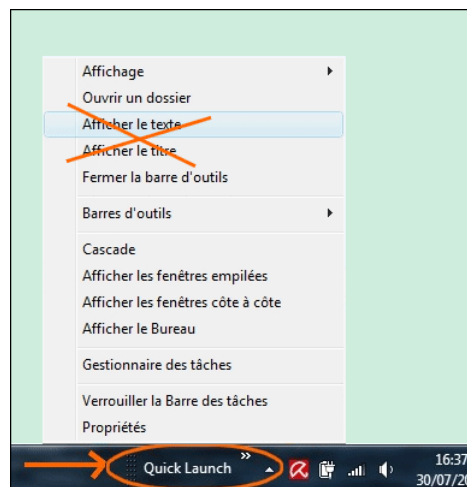 Affichage
Ouvrir un dossier
Afficher le texte
Afficher le titre
Fermer la barre d'outils
Barres d'outils
Cascade
Afficher les fenêtres empilées
Afficher les fenêtres côte à côte
Afficher le Bureau
Gestionnaire des tâches
Verrouiller la Barre des tâches
Propriétés
Quick Launch
16:37
30/07/20